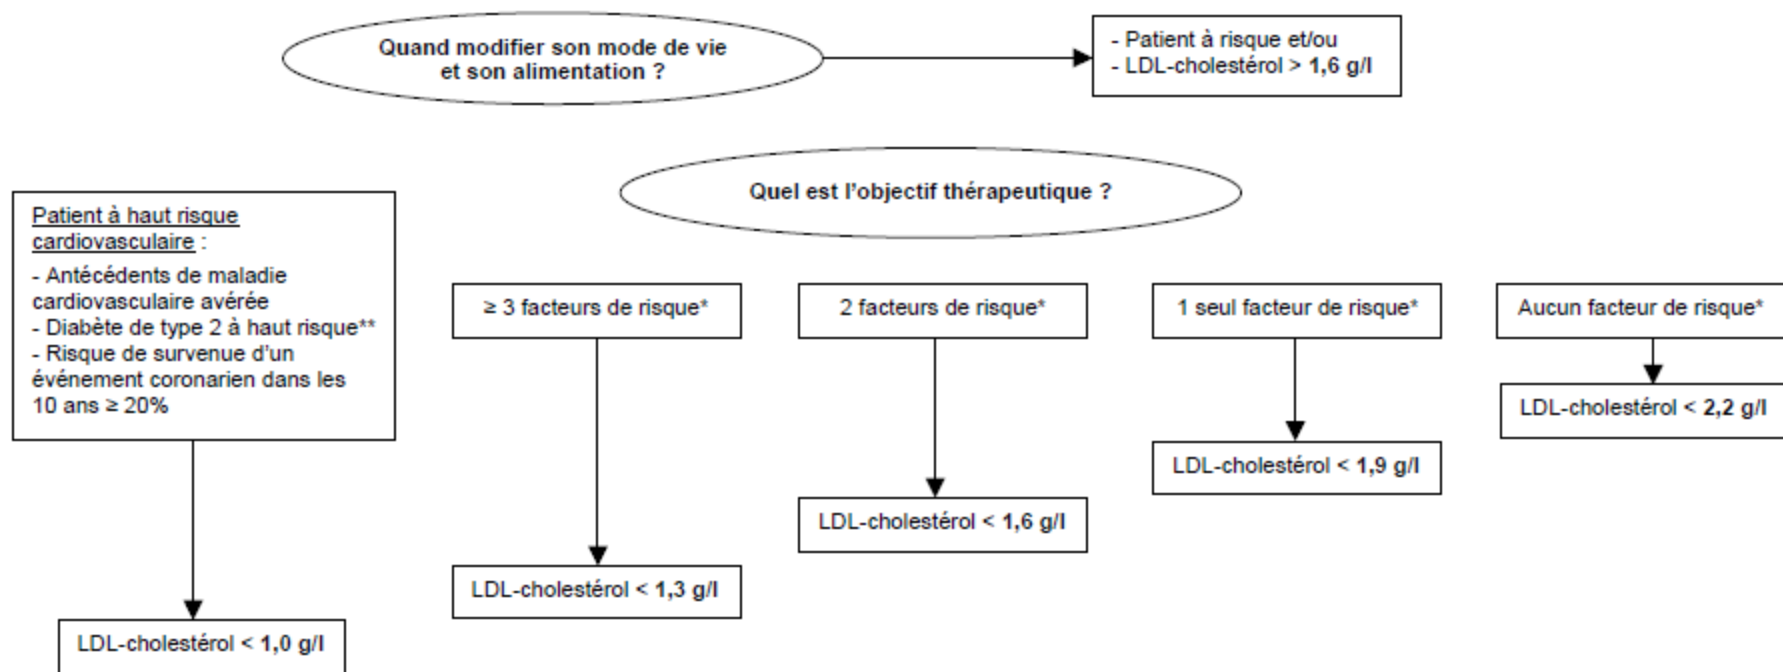 Quand modifier son mode de vie
et son alimentation ?
- Patient à risque et/ou
- LDL-cholestérol > 1,6 g/l
Quel est l'objectif thérapeutique ?
Patient à haut risque
cardiovasculaire :
- Antécédents de maladie
cardiovasculaire avérée
- Diabète de type 2 à haut risque**
- Risque de survenue d'un
événement coronarien dans les
10 ans ≥ 20%
LDL-cholestérol < 1,0 g/l
≥ 3 facteurs de risque*
LDL-cholestérol < 1,3 g/l
2 facteurs de risque*
LDL-cholestérol < 1,6 g/l
1 seul facteur de risque*
LDL-cholestérol < 1,9 g/l
Aucun facteur de risque*
LDL-cholestérol < 2,2 g/l